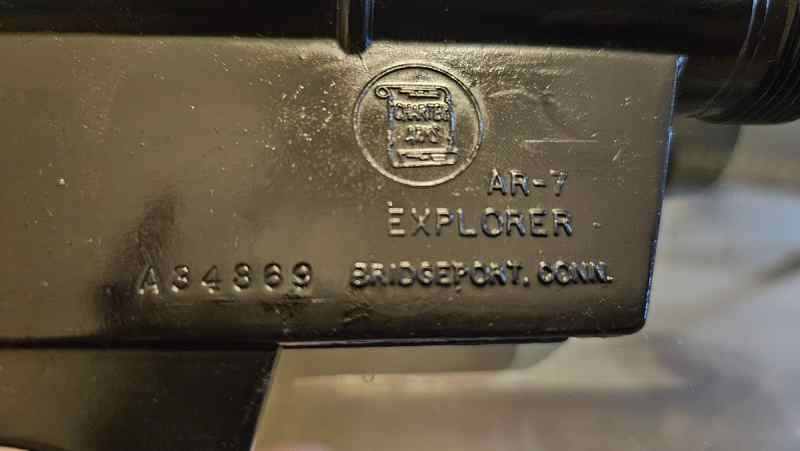 CHARTER
ARMS
AR-7
EXPLORER
A34869 BRIDGEPORT, CONN.